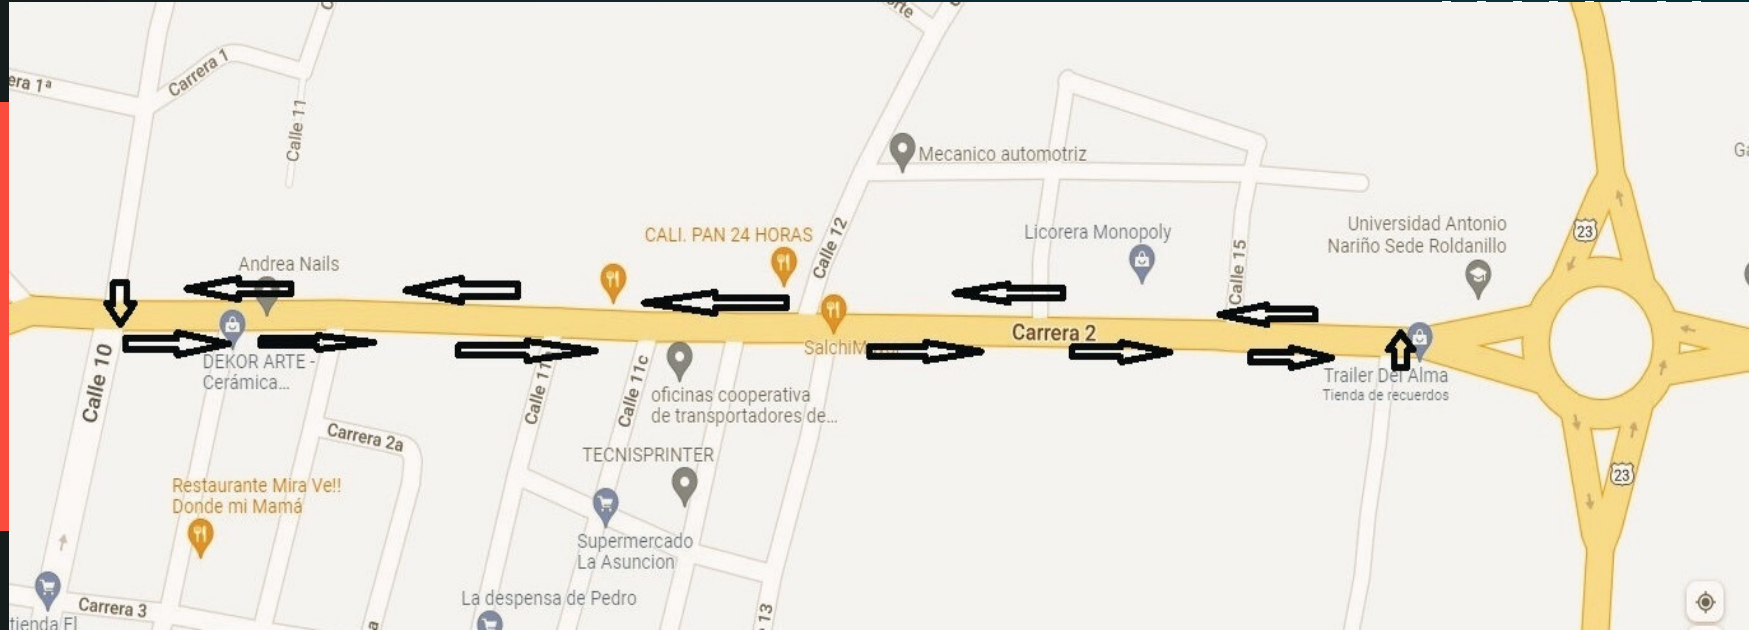 era 1ª
Carrera 1
Calle 11
Mecanico automotriz
Calle 12
CALI. PAN 24 HORAS
Licorera Monopoly
Calle 15
Universidad Antonio
Nariño Sede Roldanillo
23
Andrea Nails
Carrera 2
DEKOR ARTE -
Cerámica...
Calle 10
Calle 11c
oficinas cooperativa
de transportadores de...
Trailer Del Alma
Tienda de recuerdos
Carrera 2a
TECNISPRINTER
23
Restaurante Mira Ve!!
Donde mi Mamá
Supermercado
La Asuncion
Carrera 3
La despensa de Pedro
13
tienda El